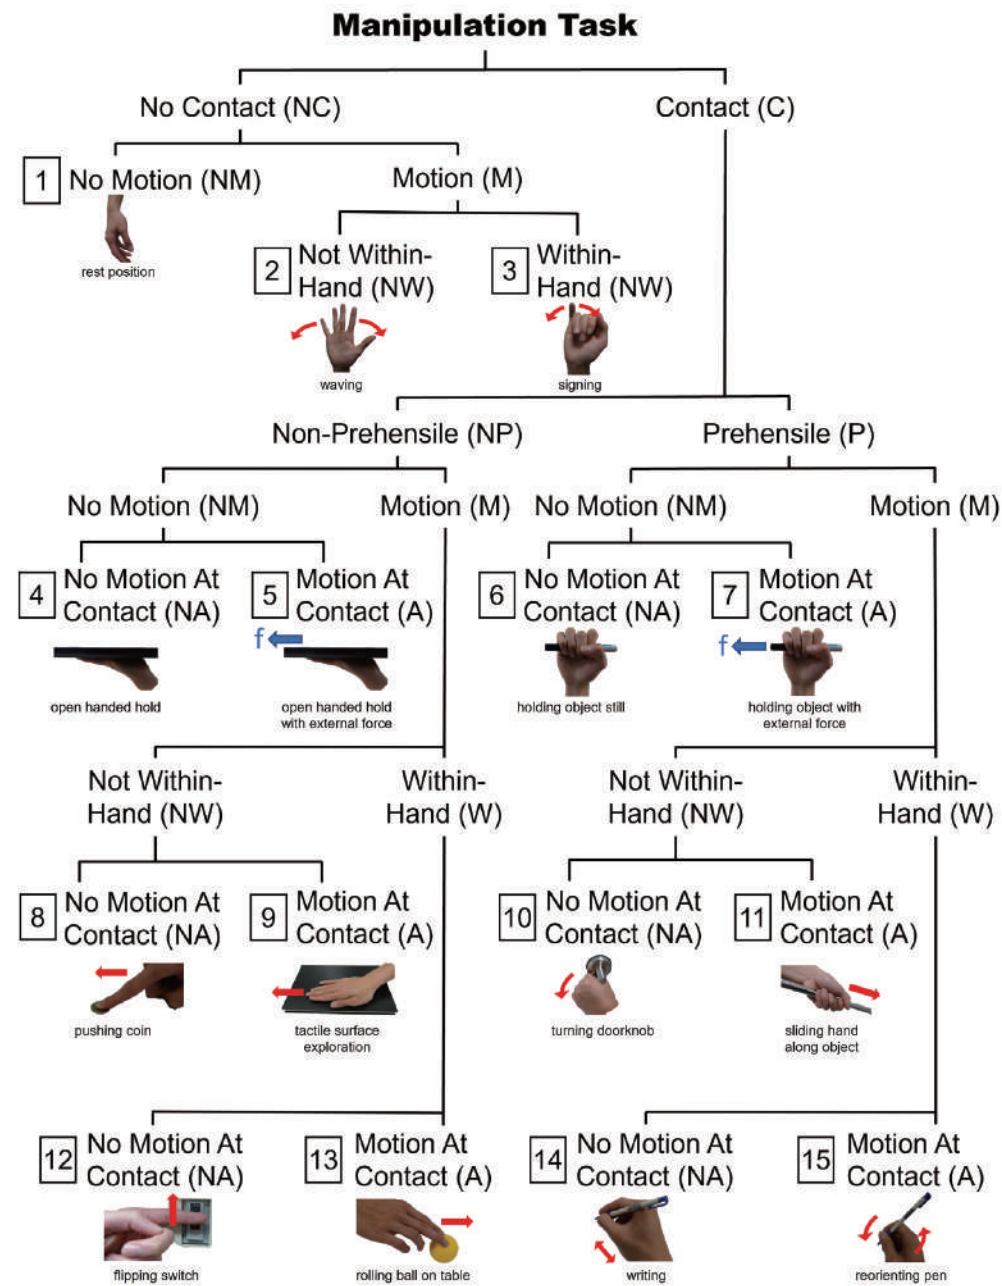 Manipulation Task
No Contact (NC)
Contact (C)
1
No Motion (NM)
Motion (M)
rest position
2
Not Within-
Hand (NW)
3
Within-
Hand (NW)
waving
signing
Non-Prehensile (NP)
Prehensile (P)
No Motion (NM)
Motion (M)
No Motion (NM)
Motion (M)
4
No Motion At
Contact (NA)
5
Motion At
Contact (A)
6
No Motion At
Contact (NA)
7
Motion At
Contact (A)
f
f
open handed hold
open handed hold
with external force
holding object still
holding object with
external force
Not Within-
Hand (NW)
Within-
Hand (W)
Not Within-
Hand (NW)
Within-
Hand (W)
8
No Motion At
Contact (NA)
9
Motion At
Contact (A)
10
No Motion At
Contact (NA)
11
Motion At
Contact (A)
pushing coin
tactile surface
exploration
turning doorknob
sliding hand
along object
12
No Motion At
Contact (NA)
13
Motion At
Contact (A)
14
No Motion At
Contact (NA)
15
Motion At
Contact (A)
flipping switch
rolling ball on table
writing
reorienting pen